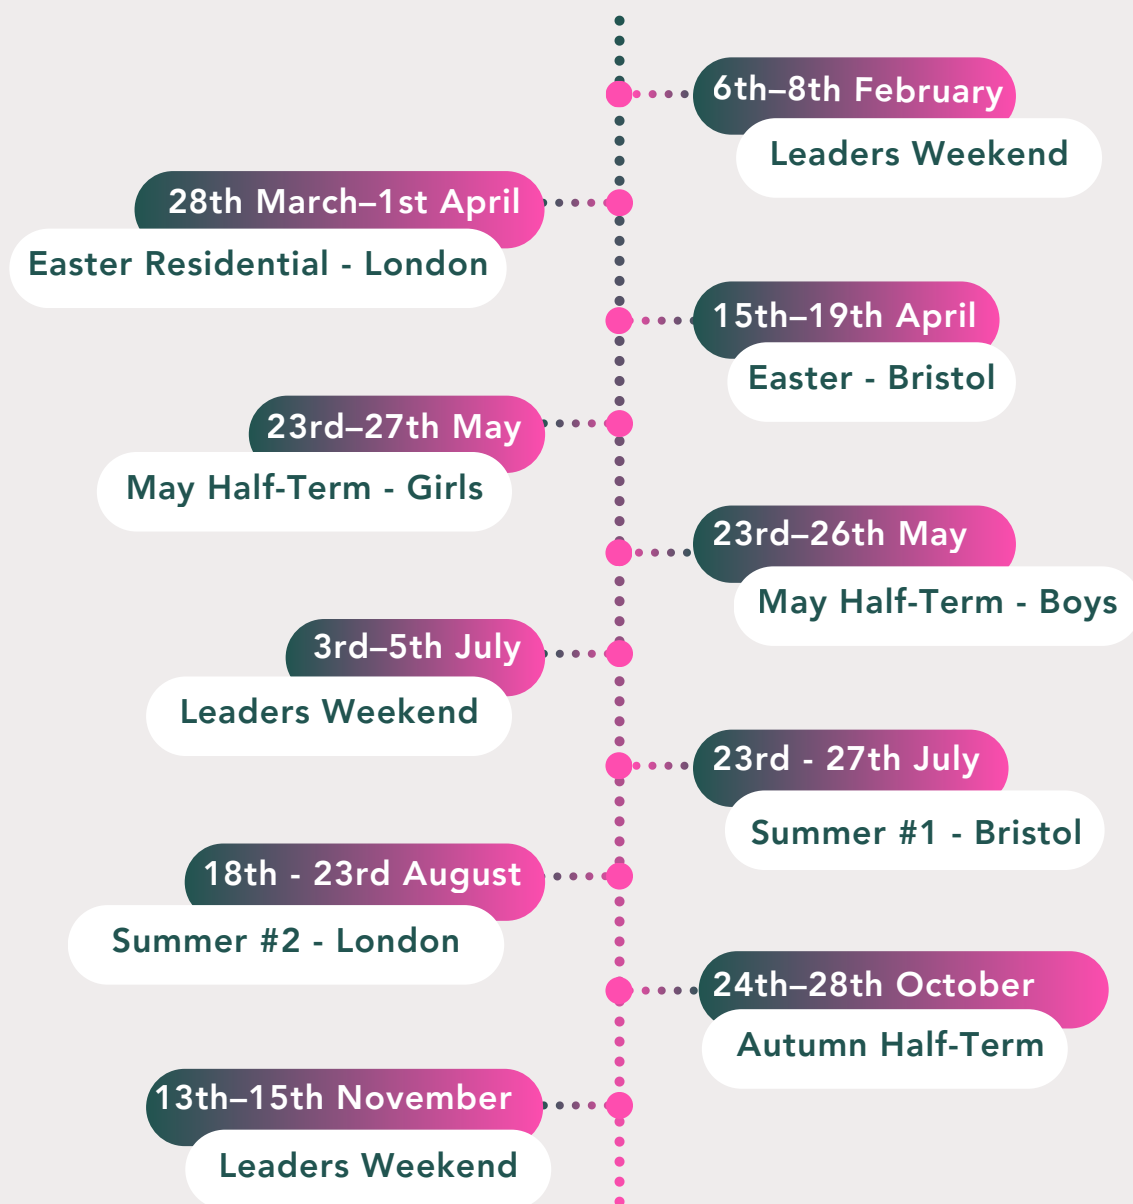 6th–8th February
Leaders Weekend
28th March–1st April
Easter Residential - London
15th–19th April
Easter - Bristol
23rd–27th May
May Half-Term - Girls
23rd–26th May
May Half-Term - Boys
3rd–5th July
Leaders Weekend
23rd - 27th July
Summer #1 - Bristol
18th - 23rd August
Summer #2 - London
24th–28th October
Autumn Half-Term
13th–15th November
Leaders Weekend